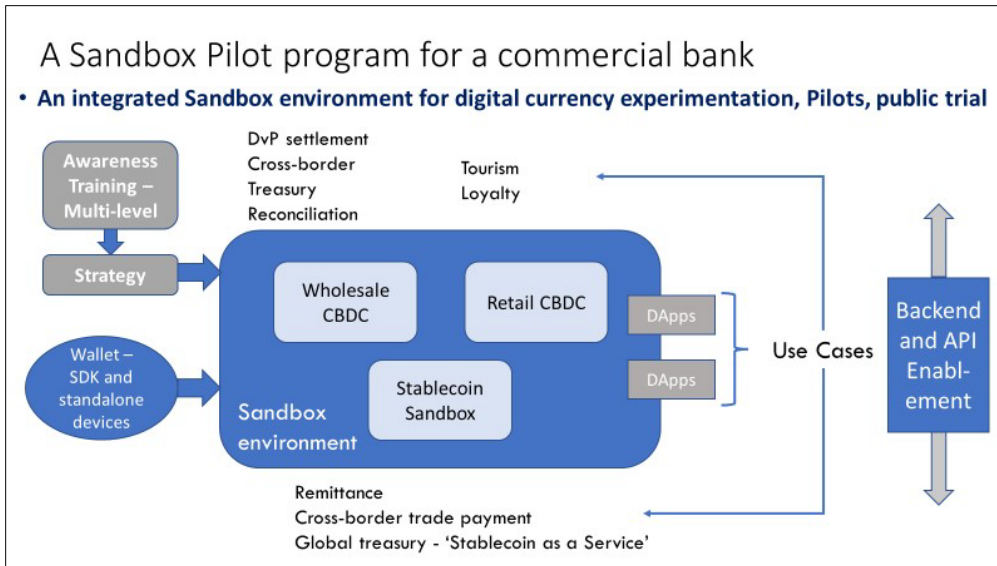 A Sandbox Pilot program for a commercial bank
• An integrated Sandbox environment for digital currency experimentation, Pilots, public trial
DvP settlement
Cross-border
Treasury
Reconciliation
Tourism
Loyalty
Awareness
Training –
Multi-level
Strategy
Wallet –
SDK and
standalone
devices
Wholesale
CBDC
Retail CBDC
Stablecoin
Sandbox
Sandbox
environment
DApps
DApps
Use Cases
Backend
and API
Enabl-
ement
Remittance
Cross-border trade payment
Global treasury - ‘Stablecoin as a Service’